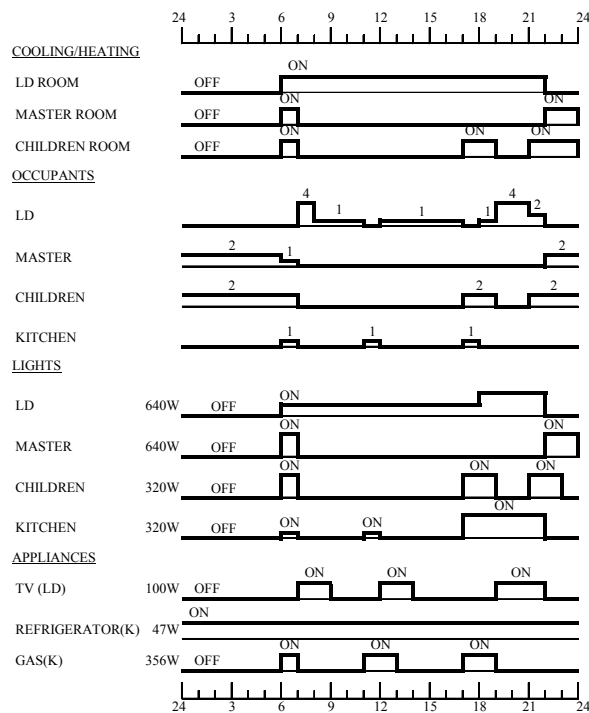 24 3 6 9 12 15 18 21 24
COOLING/HEATING
ON
LD ROOM OFF
ON ON
MASTER ROOM OFF
ON ON ON
CHILDREN ROOM OFF
OCCUPANTS
4 1 1 1 4 2
LD
2 1 2
MASTER
2 2 2
CHILDREN
1 1 1
KITCHEN
LIGHTS
ON
LD 640W OFF
ON ON
MASTER 640W OFF
ON ON ON
CHILDREN 320W OFF
ON ON ON
KITCHEN 320W OFF
APPLIANCES
ON ON ON
TV (LD) 100W OFF
ON
REFRIGERATOR(K) 47W
ON ON ON
GAS(K) 356W OFF
24 3 6 9 12 15 18 21 24